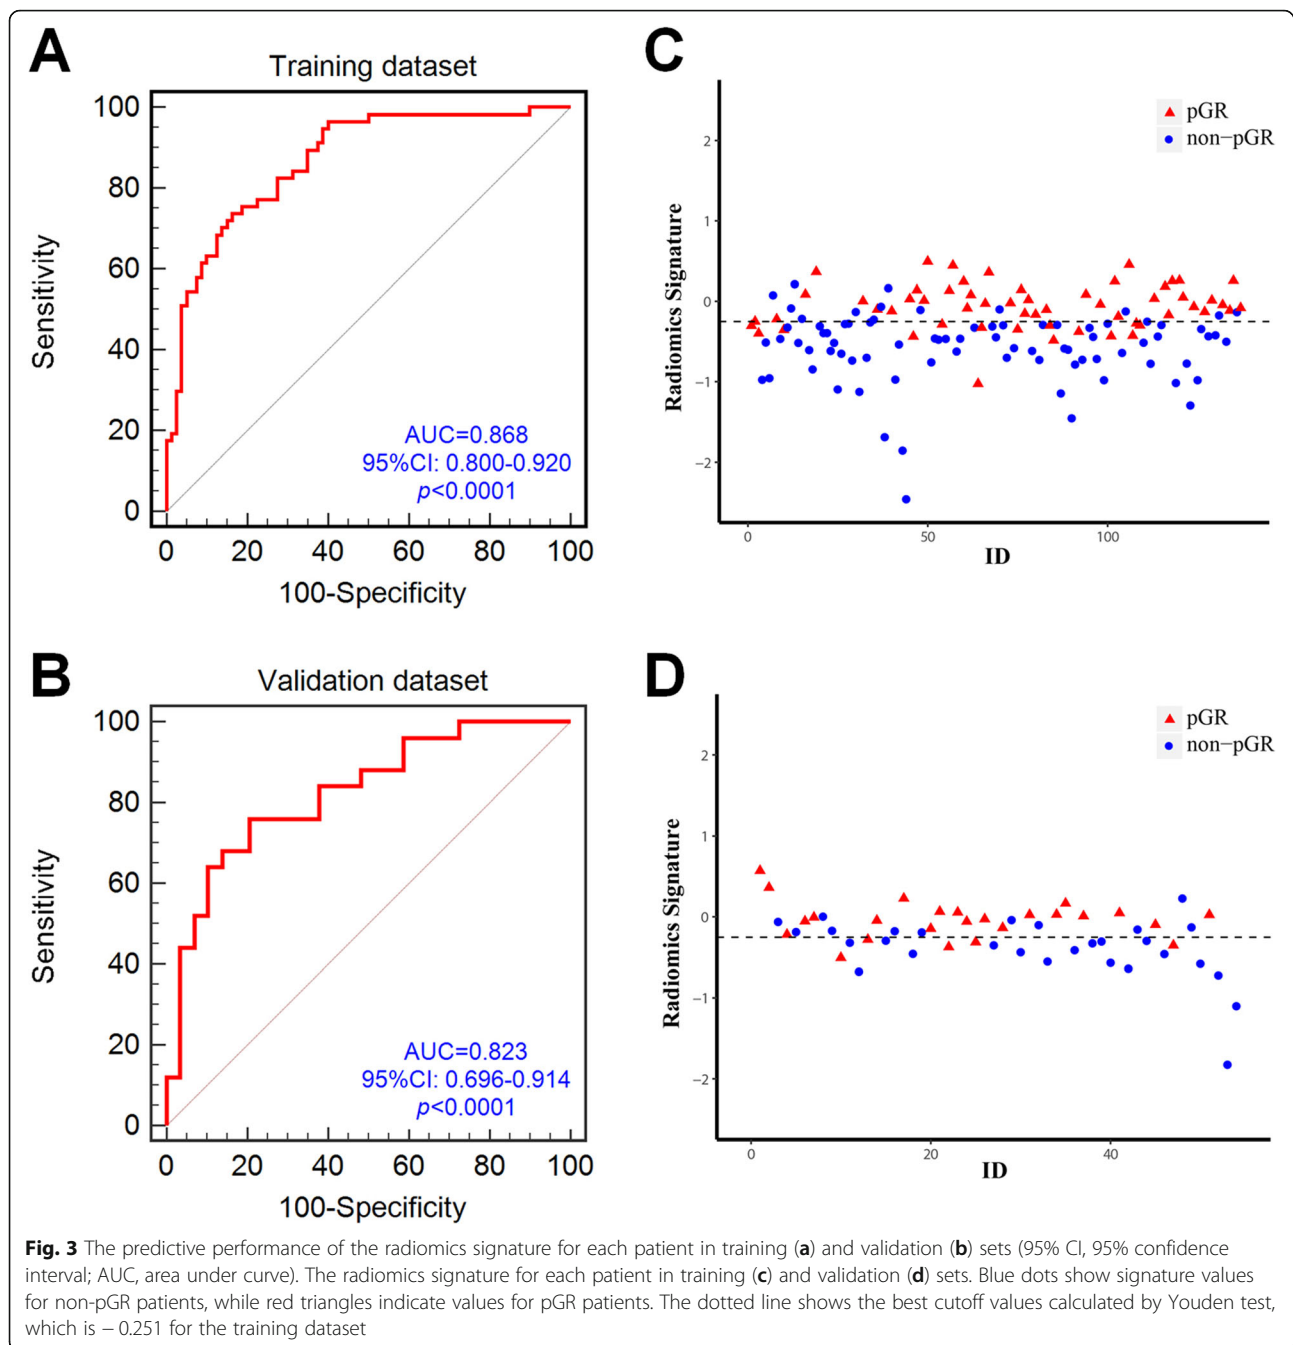 A
Training dataset
100
80
60
40
20
0
Sensitivity
AUC=0.868
95%CI: 0.800-0.920
p<0.0001
0 20 40 60 80 100
100-Specificity
C
pGR
non−pGR
2
1
0
−1
−2
Radiomics Signature
0 50 100
ID
B
Validation dataset
100
80
60
40
20
0
Sensitivity
AUC=0.823
95%CI: 0.696-0.914
p<0.0001
0 20 40 60 80 100
100-Specificity
D
pGR
non−pGR
2
1
0
−1
−2
Radiomics Signature
0 20 40
ID
Fig. 3 The predictive performance of the radiomics signature for each patient in training (a) and validation (b) sets (95% CI, 95% confidence
interval; AUC, area under curve). The radiomics signature for each patient in training (c) and validation (d) sets. Blue dots show signature values
for non-pGR patients, while red triangles indicate values for pGR patients. The dotted line shows the best cutoff values calculated by Youden test,
which is − 0.251 for the training dataset